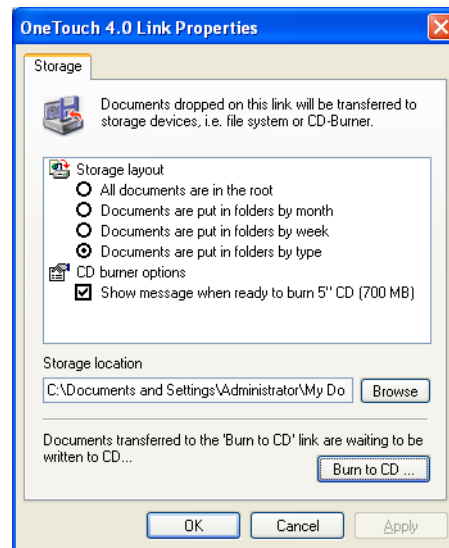 OneTouch 4.0 Link Properties
Storage
Documents dropped on this link will be transferred to
storage devices, i.e. file system or CD-Burner.
Storage layout
All documents are in the root
Documents are put in folders by month
Documents are put in folders by week
Documents are put in folders by type
CD burner options
Show message when ready to burn 5" CD (700 MB)
Storage location
C:\Documents and Settings\Administrator\My Do
Browse
Documents transferred to the 'Burn to CD' link are waiting to be
written to CD...
Burn to CD ...
OK Cancel Apply